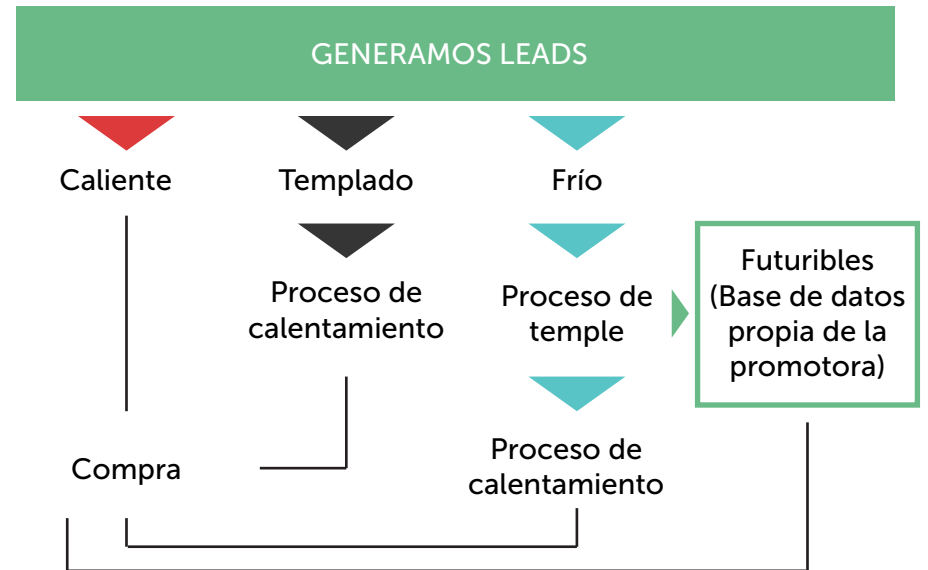 GENERAMOS LEADS
Caliente
Templado
Frío
Proceso de
calentamiento
Proceso de
temple
Futuribles
(Base de datos
propia de la
promotora)
Compra
Proceso de
calentamiento